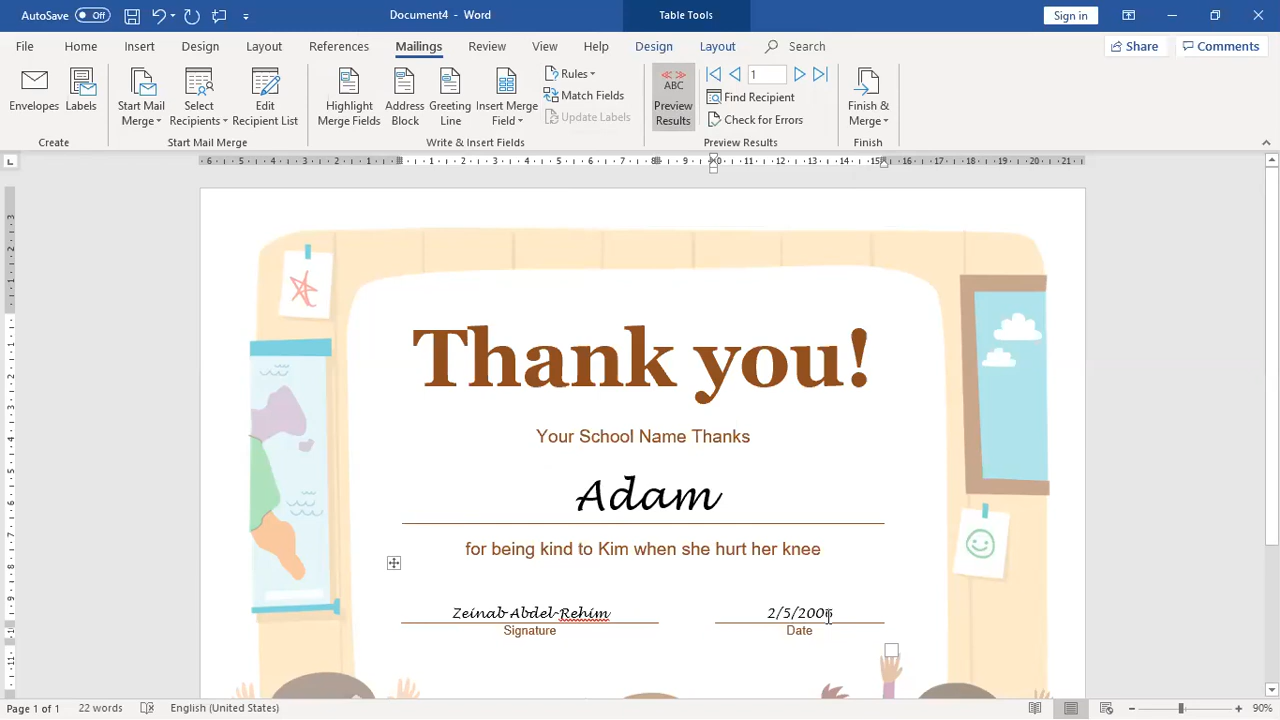 AutoSave Off Document4 - Word Table Tools Sign in
File Home Insert Design Layout References Mailings Review View Help Design Layout Search Share Comments
Envelopes Labels
Start Mail Merge Select Recipients Edit Recipient List
Highlight Merge Fields Address Block Greeting Line Insert Merge Field
Rules
Match Fields
Update Labels
ABC
Preview Results
1
Find Recipient
Check for Errors
Finish & Merge
Create Start Mail Merge Write & Insert Fields Preview Results Finish
Thank you!
Your School Name Thanks
Adam
for being kind to Kim when she hurt her knee
Zeinab Abdel-Rehim
Signature Date
Page 1 of 1 22 words English (United States) 90%